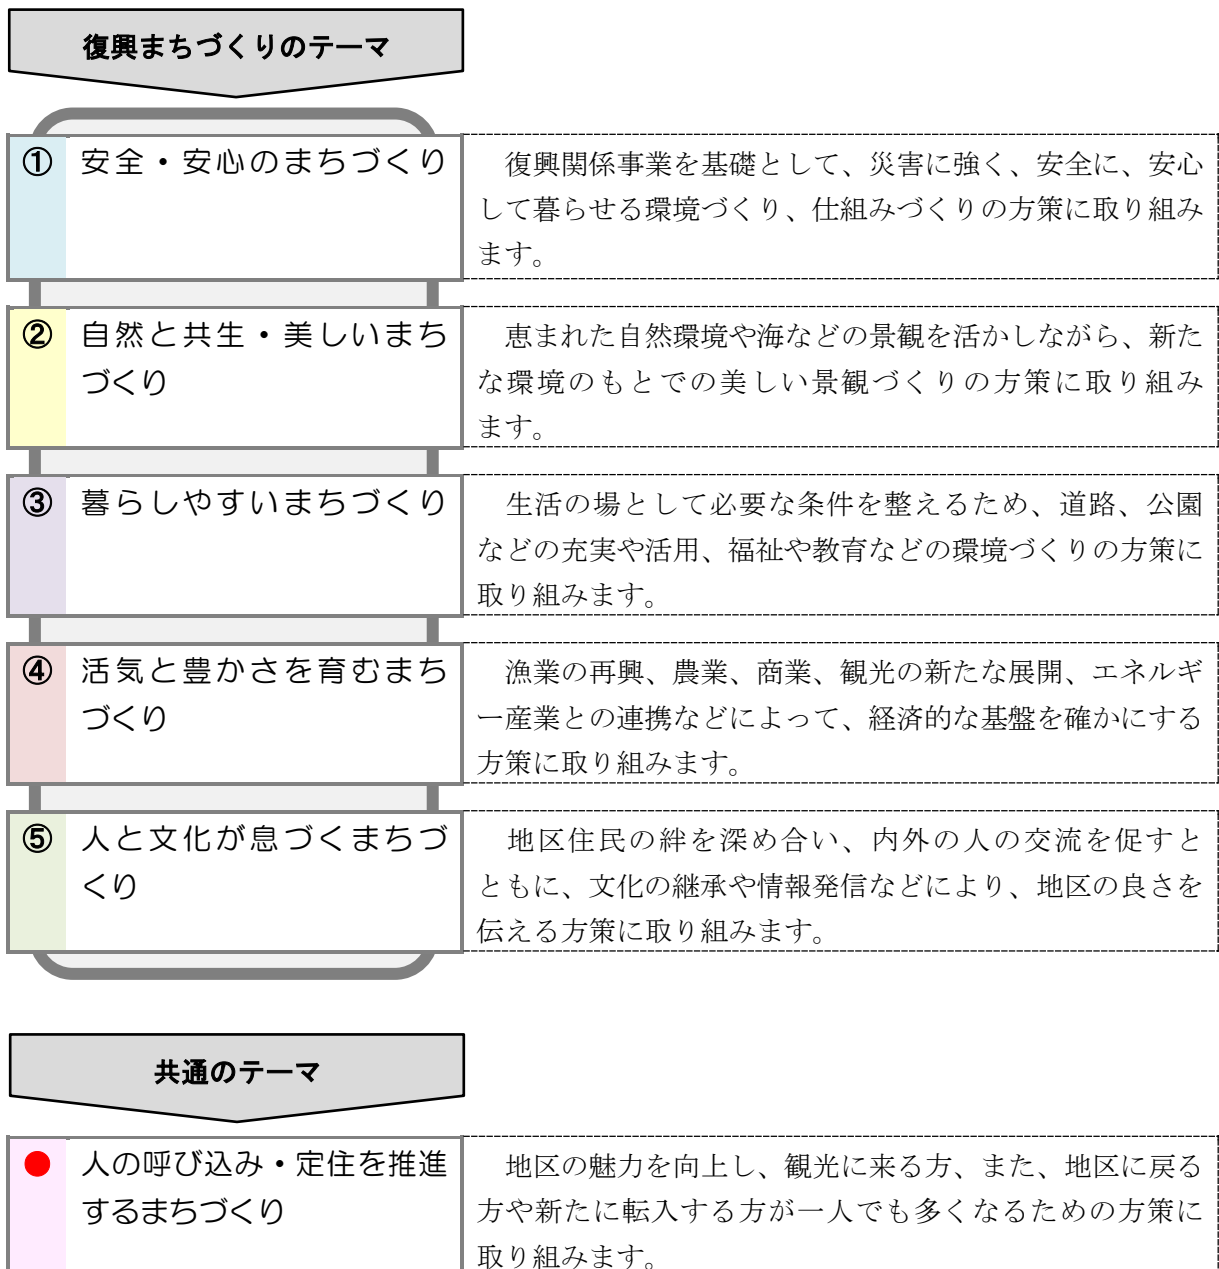 復興まちづくりのテーマ
① 安全・安心のまちづくり
復興関係事業を基礎として、災害に強く、安全に、安心
して暮らせる環境づくり、仕組みづくりの方策に取り組み
ます。
② 自然と共生・美しいまち
づくり
恵まれた自然環境や海などの景観を活かしながら、新た
な環境のもとでの美しい景観づくりの方策に取り組み
ます。
③ 暮らしやすいまちづくり
生活の場として必要な条件を整えるため、道路、公園
などの充実や活用、福祉や教育などの環境づくりの方策に
取り組みます。
④ 活気と豊かさを育むまち
づくり
漁業の再興、農業、商業、観光の新たな展開、エネルギ
ー産業との連携などによって、経済的な基盤を確かにする
方策に取り組みます。
⑤ 人と文化が息づくまちづ
くり
地区住民の絆を深め合い、内外の人の交流を促すと
ともに、文化の継承や情報発信などにより、地区の良さを
伝える方策に取り組みます。
共通のテーマ
● 人の呼び込み・定住を推進
するまちづくり
地区の魅力を向上し、観光に来る方、また、地区に戻る
方や新たに転入する方が一人でも多くなるための方策に
取り組みます。